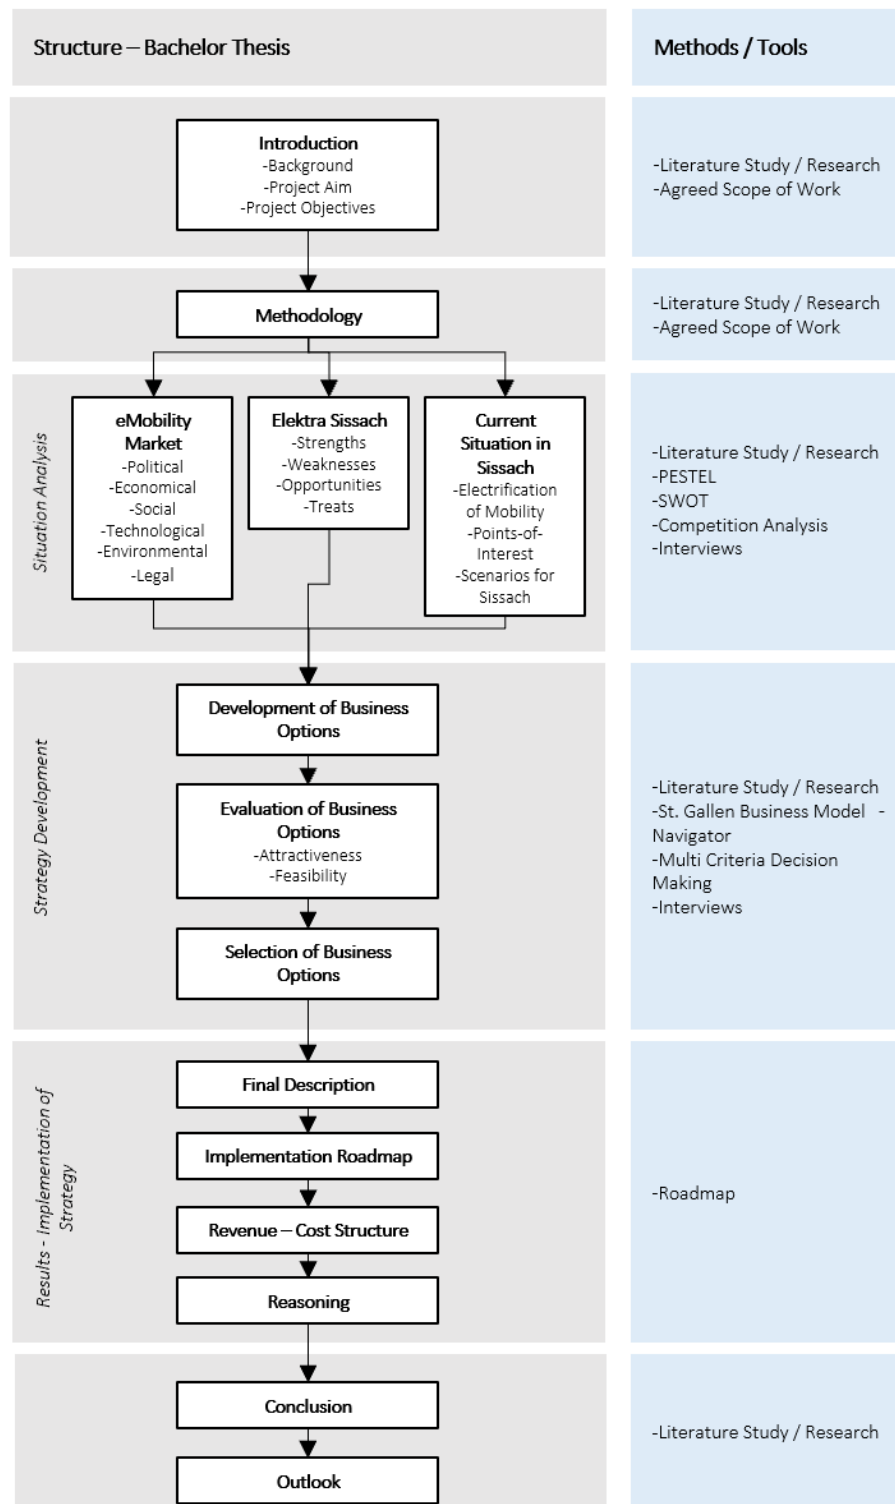 Structure – Bachelor Thesis
Methods / Tools
Introduction
-Background
-Project Aim
-Project Objectives
-Literature Study / Research
-Agreed Scope of Work
Methodology
-Literature Study / Research
-Agreed Scope of Work
Situation Analysis
eMobility
Market
-Political
-Economical
-Social
-Technological
-Environmental
-Legal
Elektra Sissach
-Strengths
-Weaknesses
-Opportunities
-Treats
Current
Situation in
Sissach
-Electrification
of Mobility
-Points-of-
Interest
-Scenarios for
Sissach
-Literature Study / Research
-PESTEL
-SWOT
-Competition Analysis
-Interviews
Strategy Development
Development of Business
Options
Evaluation of Business
Options
-Attractiveness
-Feasibility
Selection of Business
Options
-Literature Study / Research
-St. Gallen Business Model -
Navigator
-Multi Criteria Decision
Making
-Interviews
Results - Implementation of
Strategy
Final Description
Implementation Roadmap
Revenue – Cost Structure
Reasoning
-Roadmap
Conclusion
Outlook
-Literature Study / Research